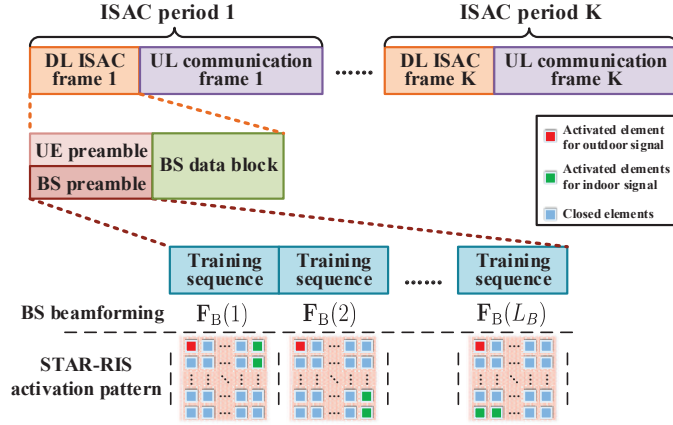 ISAC period 1
ISAC period K
DL ISAC
frame 1
UL communication
frame 1
......
DL ISAC
frame K
UL communication
frame K
UE preamble
BS preamble
BS data block
Activated element
for outdoor signal
Activated elements
for indoor signal
Closed elements
Training
sequence
Training
sequence
......
Training
sequence
BS beamforming
F_B(1)
F_B(2)
F_B(L_B)
STAR-RIS
activation pattern